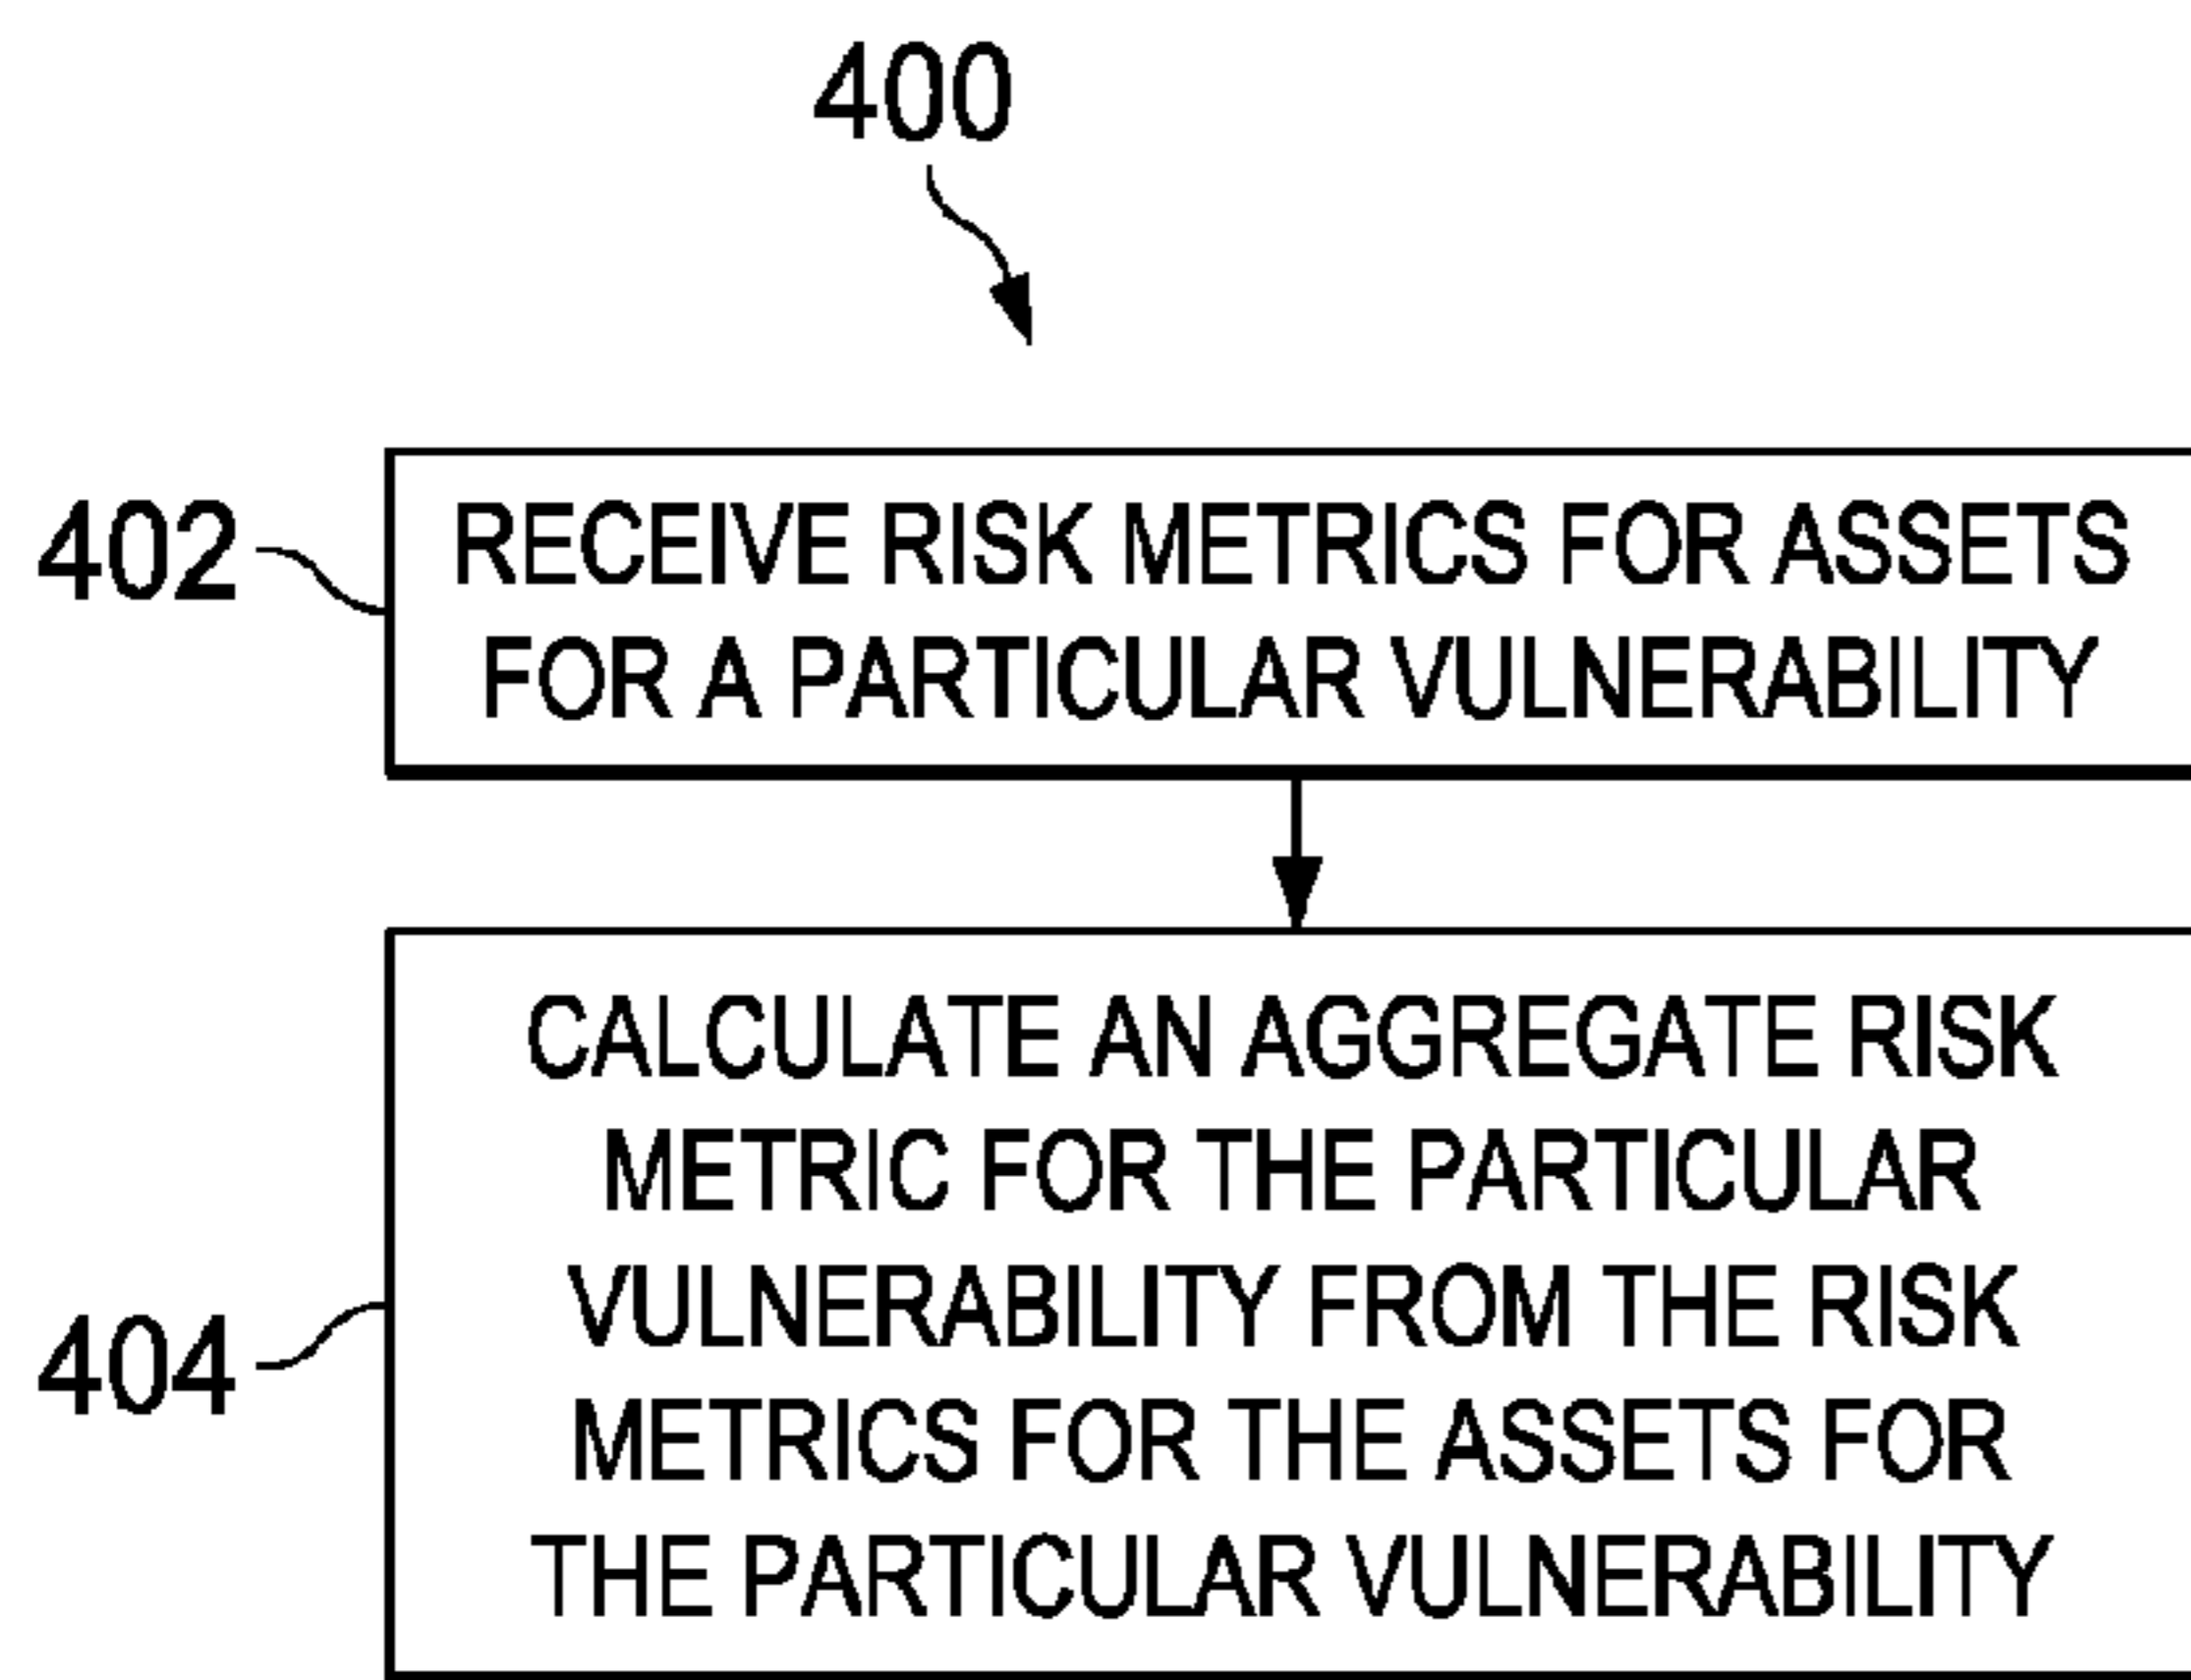 400
402
RECEIVE RISK METRICS FOR ASSETS
FOR A PARTICULAR VULNERABILITY
404
CALCULATE AN AGGREGATE RISK
METRIC FOR THE PARTICULAR
VULNERABILITY FROM THE RISK
METRICS FOR THE ASSETS FOR
THE PARTICULAR VULNERABILITY